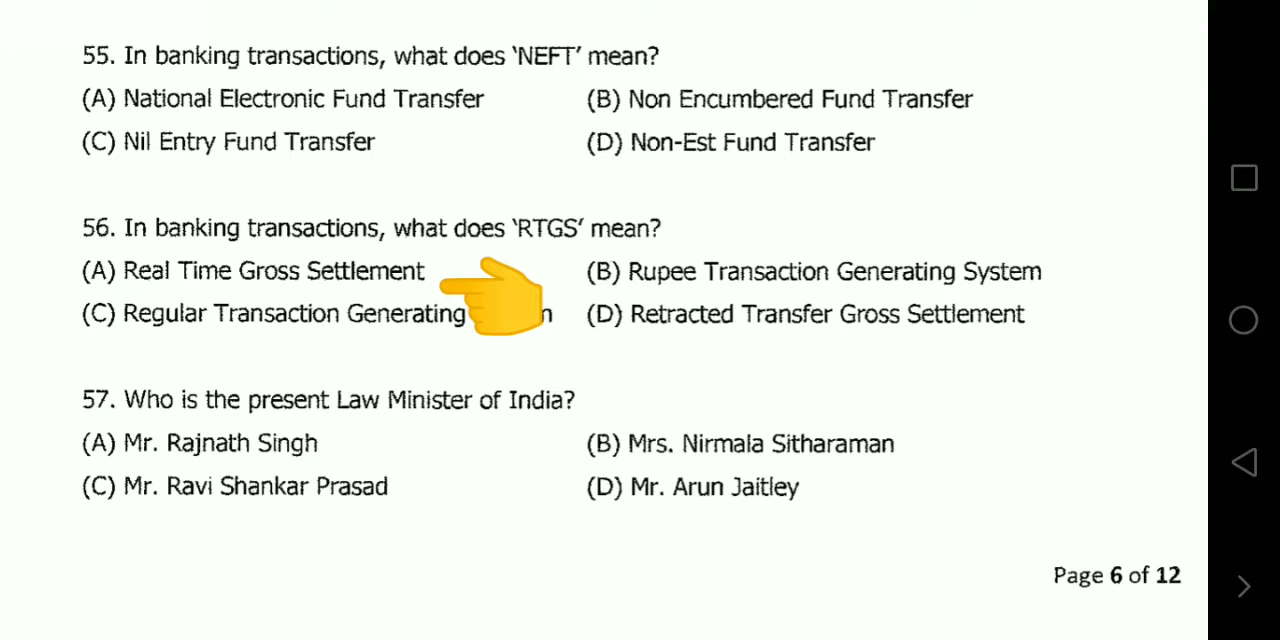 55. In banking transactions, what does ‘NEFT’ mean?
(A) National Electronic Fund Transfer (B) Non Encumbered Fund Transfer
(C) Nil Entry Fund Transfer (D) Non-Est Fund Transfer
56. In banking transactions, what does ‘RTGS’ mean?
(A) Real Time Gross Settlement (B) Rupee Transaction Generating System
(C) Regular Transaction Generating (D) Retracted Transfer Gross Settlement
57. Who is the present Law Minister of India?
(A) Mr. Rajnath Singh (B) Mrs. Nirmala Sitharaman
(C) Mr. Ravi Shankar Prasad (D) Mr. Arun Jaitley
Page 6 of 12